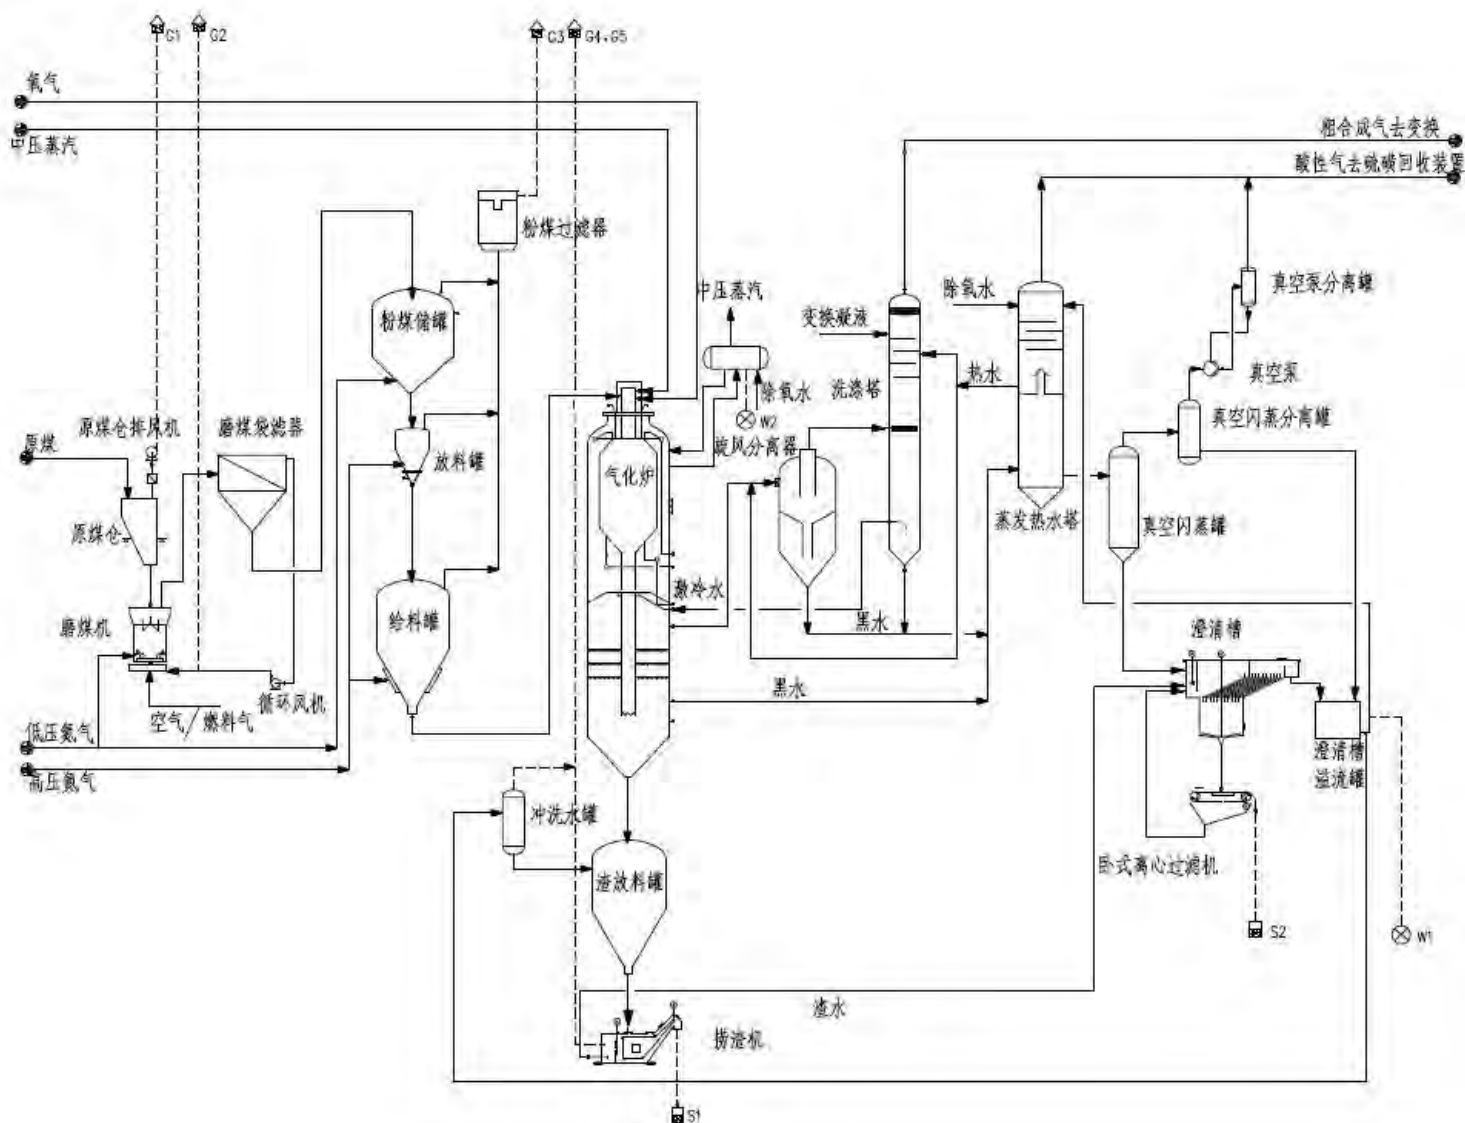 G1
G2
G3
G4、G5
氧气
中压蒸汽
粗合成气去变换
酸性气去硫磺回收装置
粉煤过滤器
中压蒸汽
除氧水
真空泵分离罐
粉煤储罐
变换凝液
热水
真空泵
除氧水
洗涤塔
原煤仓排风机
磨煤袋滤器
W2
真空闪蒸分离罐
原煤
放料罐
旋风分离器
气化炉
原煤仓
蒸发热水塔
真空闪蒸罐
激冷水
磨煤机
给料罐
黑水
澄清槽
循环风机
黑水
空气/燃料气
低压氮气
高压氮气
澄清槽
溢流罐
冲洗水罐
卧式离心过滤机
渣放料罐
S2
W1
渣水
捞渣机
S1